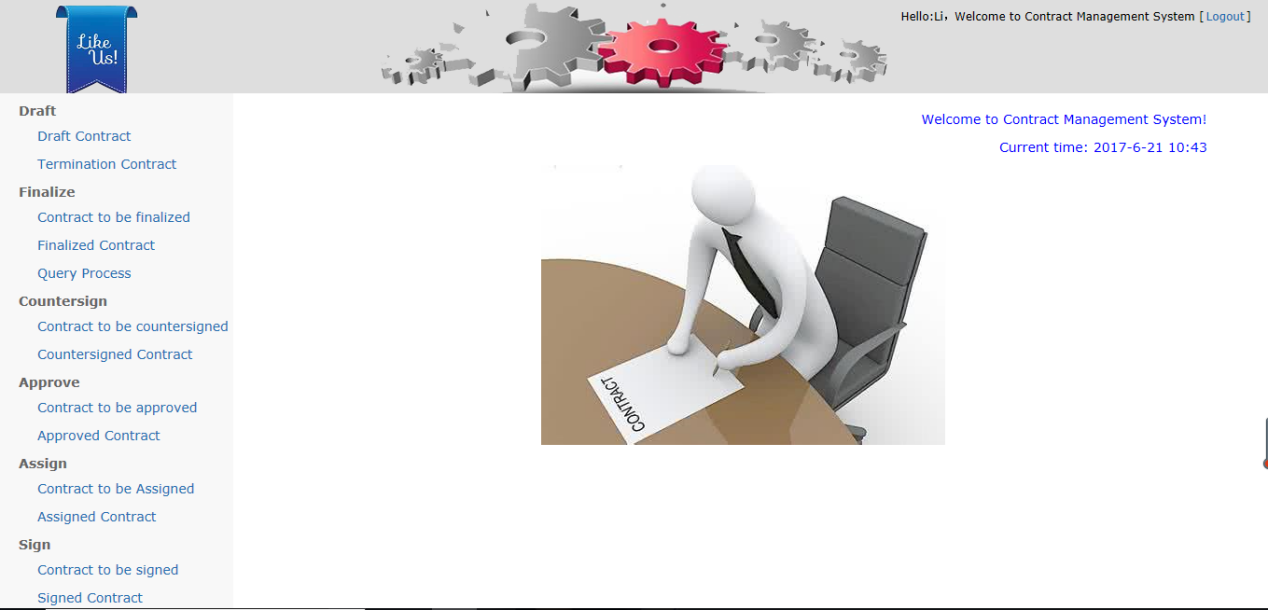 Like
Us!
Hello:Li，Welcome to Contract Management System [Logout]
Draft
Draft Contract
Termination Contract
Finalize
Contract to be finalized
Finalized Contract
Query Process
Countersign
Contract to be countersigned
Countersigned Contract
Approve
Contract to be approved
Approved Contract
Assign
Contract to be Assigned
Assigned Contract
Sign
Contract to be signed
Signed Contract
Welcome to Contract Management System!
Current time: 2017-6-21 10:43
CONTRACT